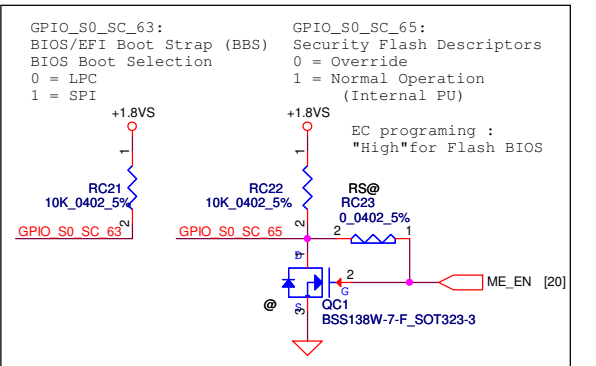 GPIO_S0_SC_63:
BIOS/EFI Boot Strap (BBS)
BIOS Boot Selection
0 = LPC
1 = SPI
GPIO_S0_SC_65:
Security Flash Descriptors
0 = Override
1 = Normal Operation
(Internal PU)
EC programing :
"High"for Flash BIOS
+1.8VS
1
RC21
10K_0402_5%
2
GPIO_S0_SC_63
+1.8VS
1
RC22
10K_0402_5%
2
GPIO_S0_SC_65
RS@
RC23
0_0402_5%
2 1
1
D
2
G
S
3
@
QC1
BSS138W-7-F_SOT323-3
ME_EN [20]